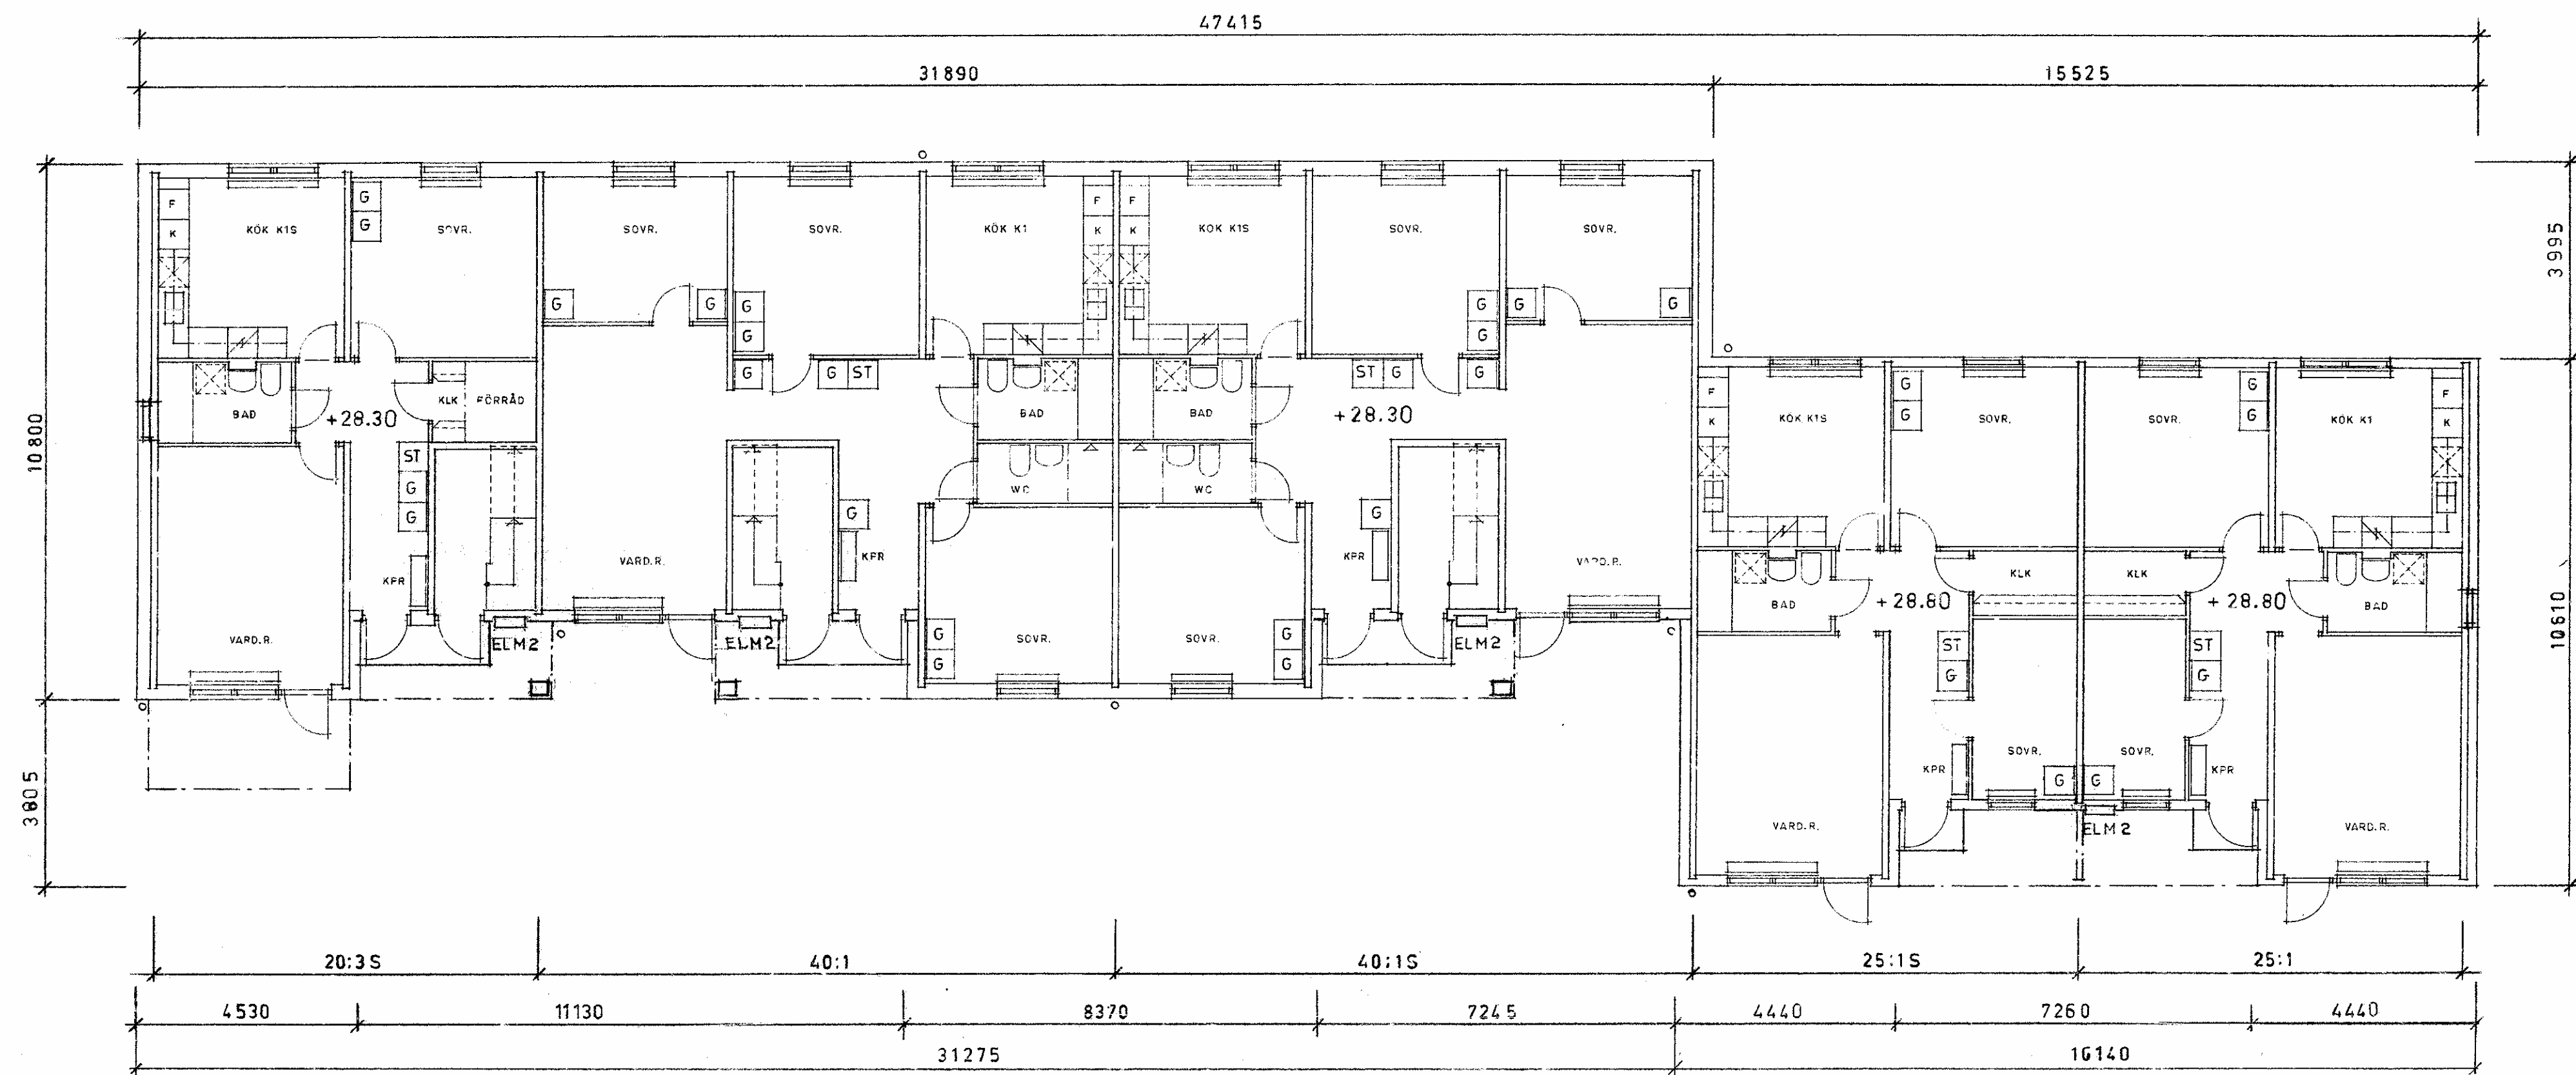 47415
31890 15525
F KÖK K1S G SOVR. SOVR. SOVR. KÖK K1 F F KÖK K1S SOVR. SOVR.
K G K K
3995
G G G G G G
G G
BAD +28.30 KLK FÖRRÅD G G ST BAD BAD ST G G +28.30
10800
F KÖK K1S G SOVR. SOVR. G KÖK K1 F
K G G K
ST
G
G
WC WC
G G
KPR VARD.R. KPR KPR VARD.R.
KLK KLK
BAD +28.80 +28.80 BAD
10610
VARD.R. ELM2 ELM2 G SOVR. SOVR. G ELM2
G G
ST ST
G G
3805
KPR SOVR. SOVR. KPR
G G
VARD.R. ELM2 VARD.R.
20:3S 40:1 40:1S 25:1S 25:1
4530 11130 8370 7245 4440 7260 4440
31275 16140